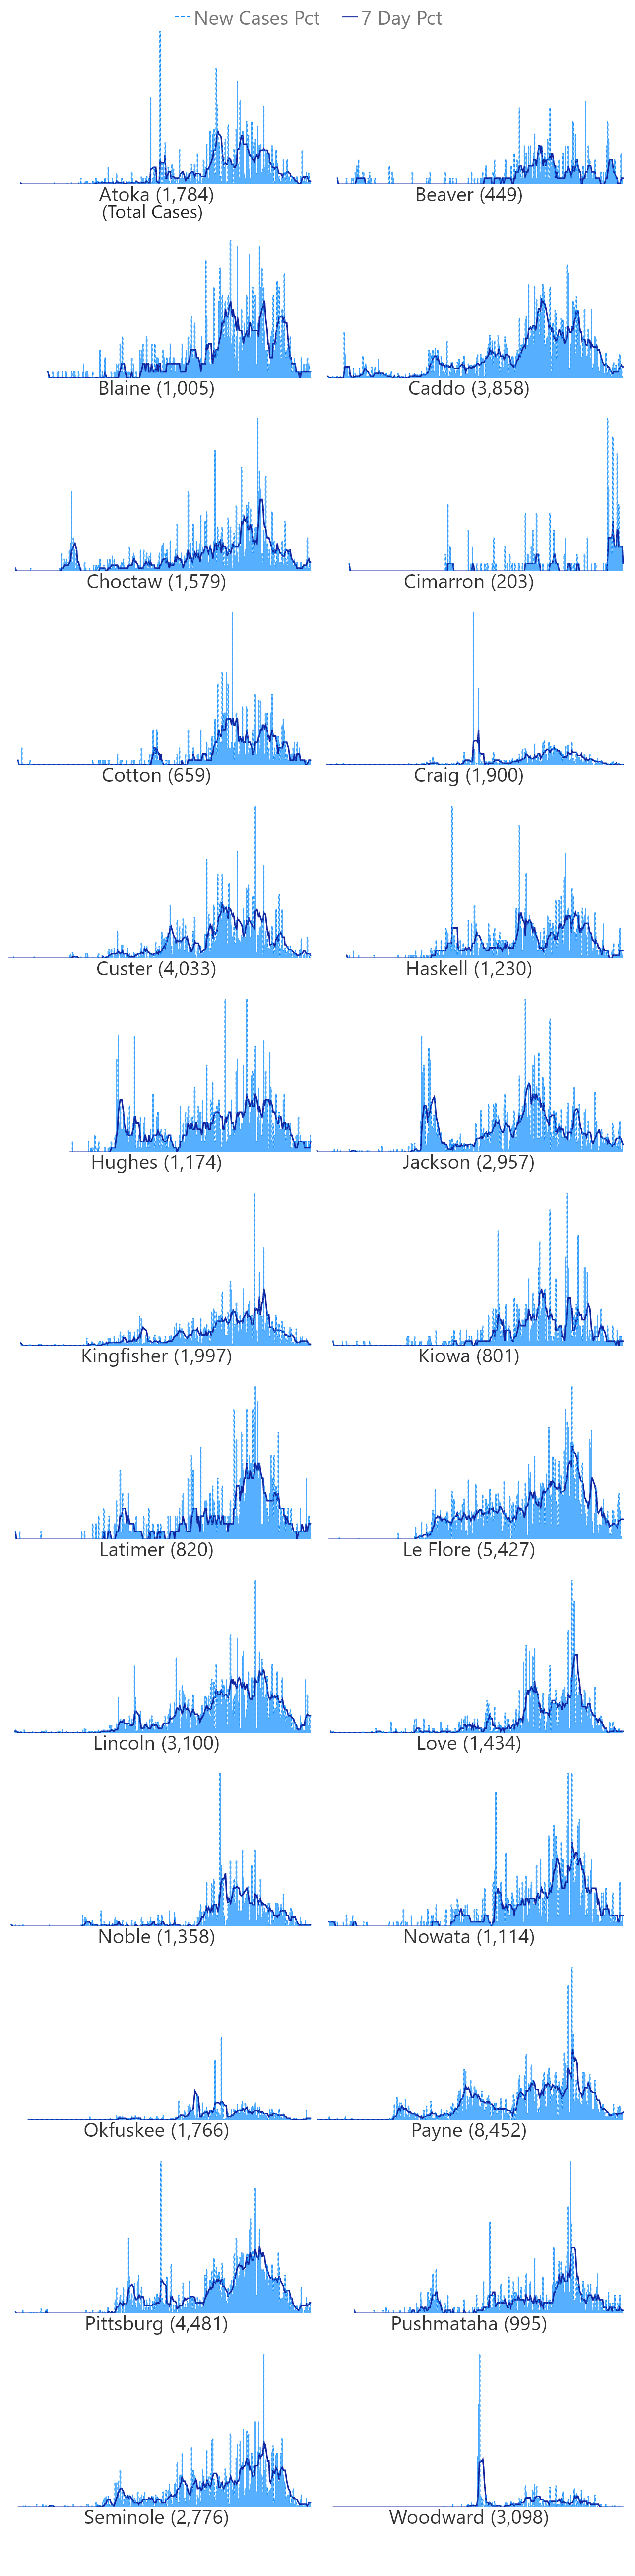 New Cases Pct 7 Day Pct
Atoka (1,784) Beaver (449)
(Total Cases)
Blaine (1,005) Caddo (3,858)
Choctaw (1,579) Cimarron (203)
Cotton (659) Craig (1,900)
Custer (4,033) Haskell (1,230)
Hughes (1,174) Jackson (2,957)
Kingfisher (1,997) Kiowa (801)
Latimer (820) Le Flore (5,427)
Lincoln (3,100) Love (1,434)
Noble (1,358) Nowata (1,114)
Okfuskee (1,766) Payne (8,452)
Pittsburg (4,481) Pushmataha (995)
Seminole (2,776) Woodward (3,098)